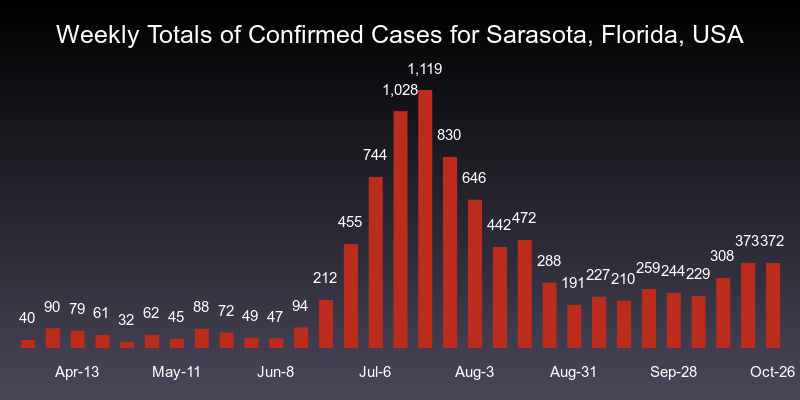 Weekly Totals of Confirmed Cases for Sarasota, Florida, USA
40 90 79 61 32 62 45 88 72 49 47 94 212 455 744 1,028 1,119 830 646 442 472 288 191 227 210 259 244 229 308 373 372
Apr-13 May-11 Jun-8 Jul-6 Aug-3 Aug-31 Sep-28 Oct-26